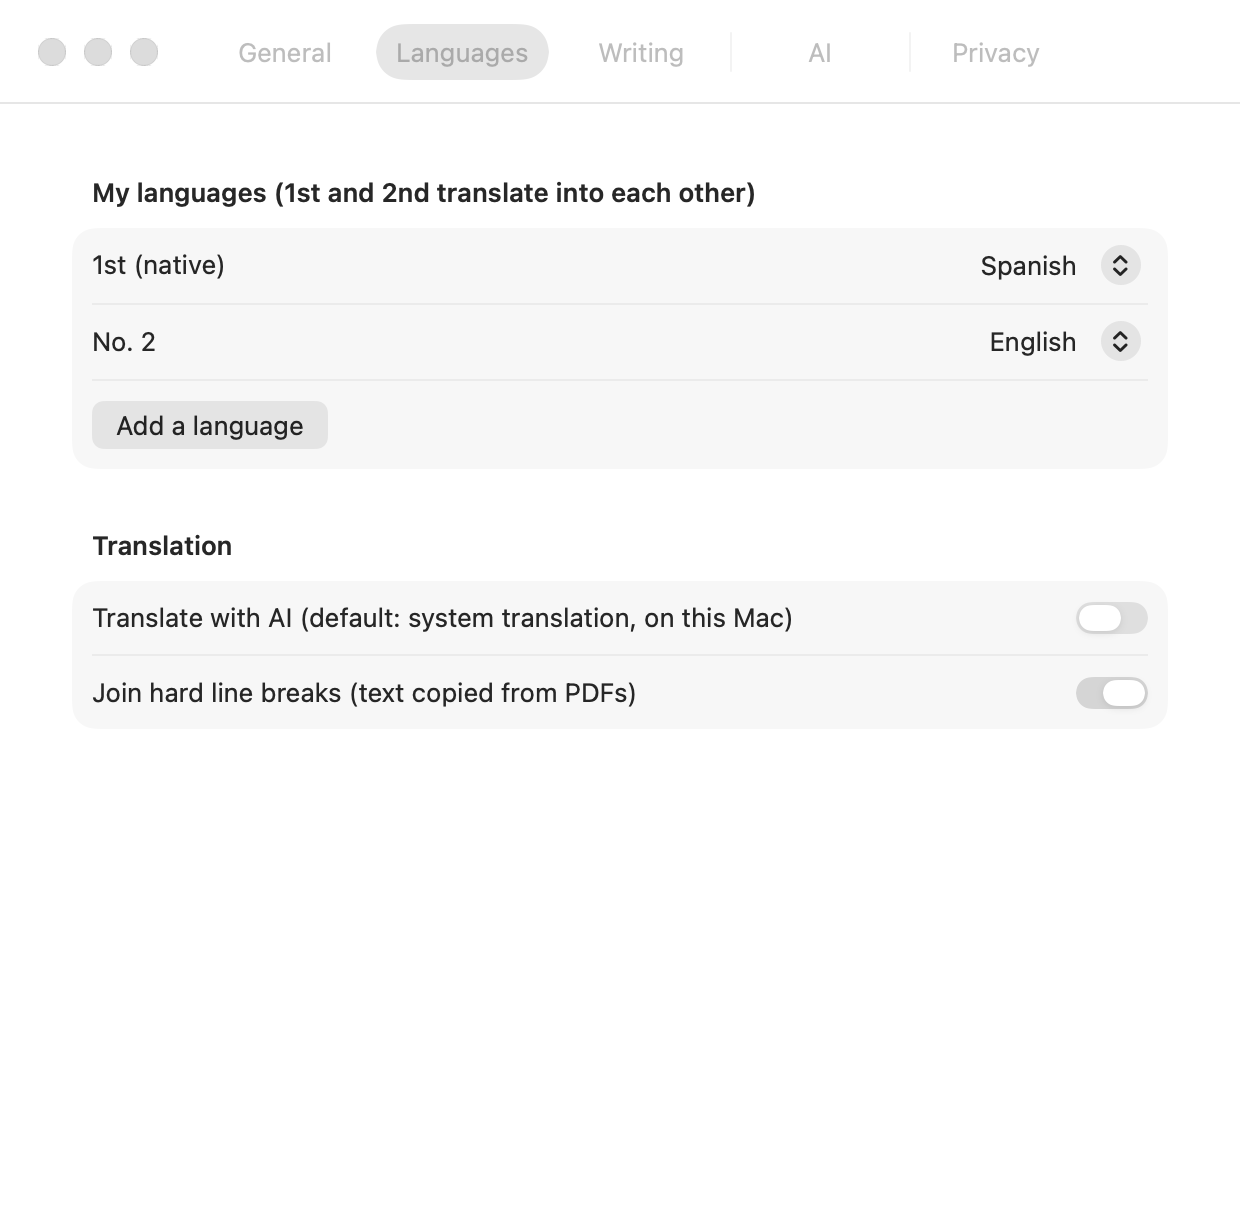 General Languages Writing AI Privacy
My languages (1st and 2nd translate into each other)
1st (native) Spanish
No. 2 English
Add a language
Translation
Translate with AI (default: system translation, on this Mac)
Join hard line breaks (text copied from PDFs)